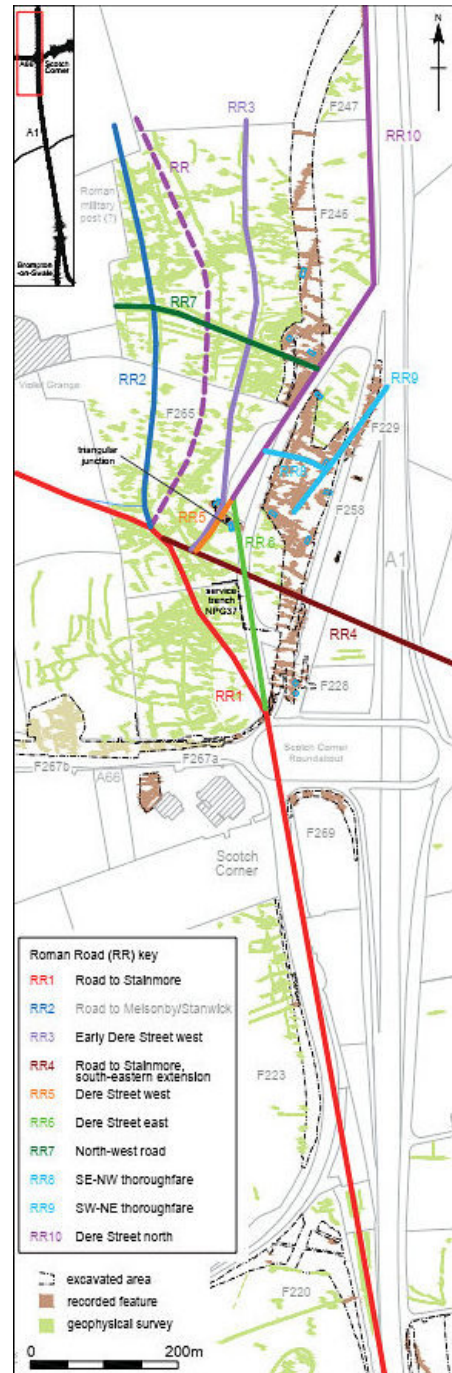 A66
Scotch
Corner
A1
Brompton
-on-Swale
N
F247
RR3
RR
RR10
Roman
military
post (?)
F246
RR7
Violet Grange
RR2
F265
RR9
F229
triangular
junction
RR8
RR5
F258
RR6
A1
service
trench
NPG37
RR4
RR1
F228
Scotch Corner
Roundabout
F267b
F267a
A66
F269
Scotch
Corner
Roman Road (RR) key
RR1 Road to Stainmore
RR2 Road to Melsonby/Stanwick
RR3 Early Dere Street west
RR4 Road to Stainmore,
south-eastern extension
RR5 Dere Street west
RR6 Dere Street east
RR7 North-west road
RR8 SE-NW thoroughfare
RR9 SW-NE thoroughfare
RR10 Dere Street north
F223
F220
excavated area
recorded feature
geophysical survey
0 200m